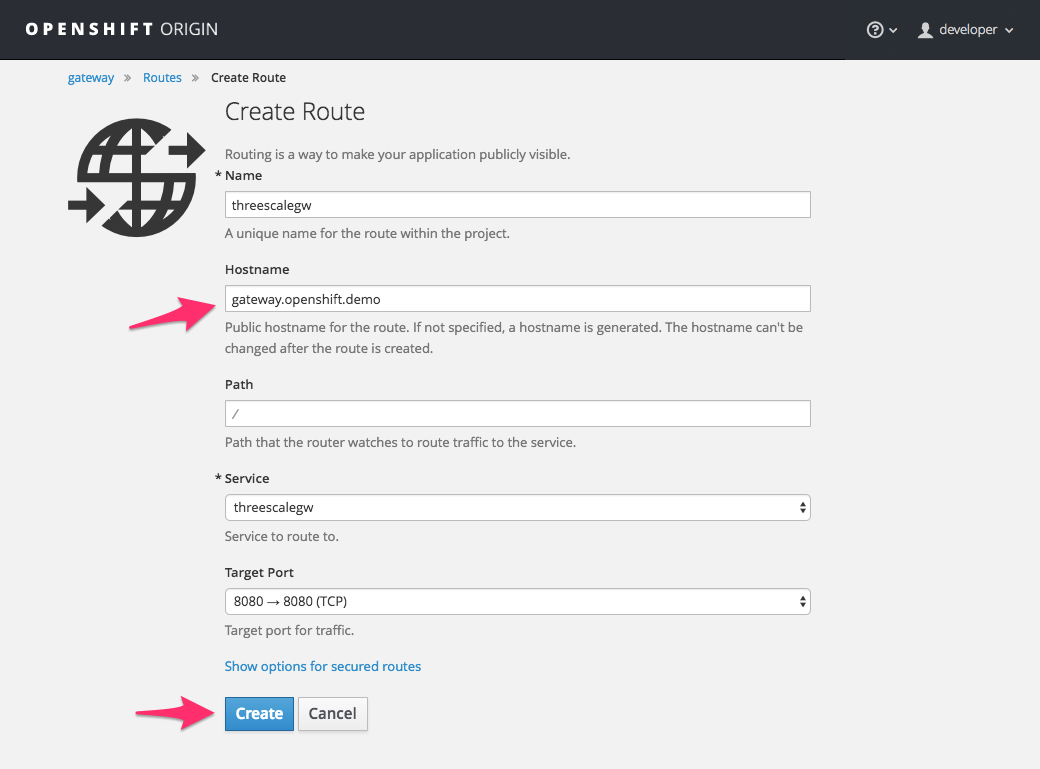 OPENSHIFT ORIGIN
developer
gateway » Routes » Create Route
Create Route
Routing is a way to make your application publicly visible.
* Name
threescalegw
A unique name for the route within the project.
Hostname
gateway.openshift.demo
Public hostname for the route. If not specified, a hostname is generated. The hostname can't be
changed after the route is created.
Path
/
Path that the router watches to route traffic to the service.
* Service
threescalegw
Service to route to.
Target Port
8080 → 8080 (TCP)
Target port for traffic.
Show options for secured routes
Create Cancel